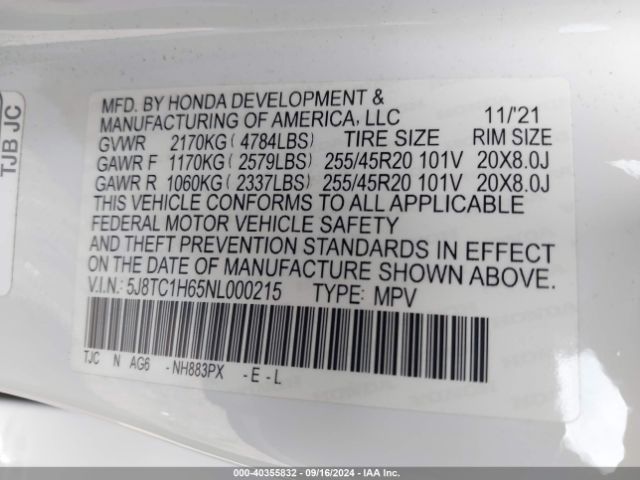 TJB JC
MFD. BY HONDA DEVELOPMENT &
MANUFACTURING OF AMERICA, LLC 11/'21
GVWR 2170KG ( 4784LBS) TIRE SIZE RIM SIZE
GAWR F 1170KG ( 2579LBS) 255/45R20 101V 20X8.0J
GAWR R 1060KG ( 2337LBS) 255/45R20 101V 20X8.0J
THIS VEHICLE CONFORMS TO ALL APPLICABLE
FEDERAL MOTOR VEHICLE SAFETY
AND THEFT PREVENTION STANDARDS IN EFFECT
ON THE DATE OF MANUFACTURE SHOWN ABOVE.
V.I.N.: 5J8TC1H65NL000215 TYPE: MPV
TJC N AG6 -NH883PX -E-L
000-40355832 - 09/16/2024 - IAAI.COM